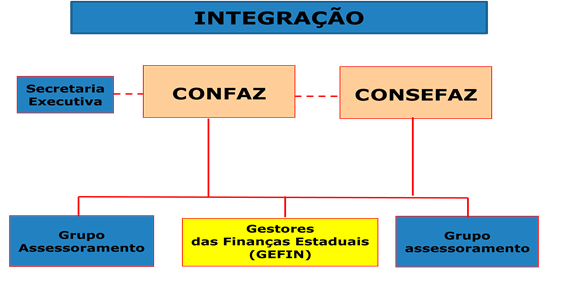 INTEGRAÇÃO
Secretaria
Executiva
CONFAZ
CONSEFAZ
Grupo
Assessoramento
Gestores
das Finanças Estaduais
(GEFIN)
Grupo
assessoramento